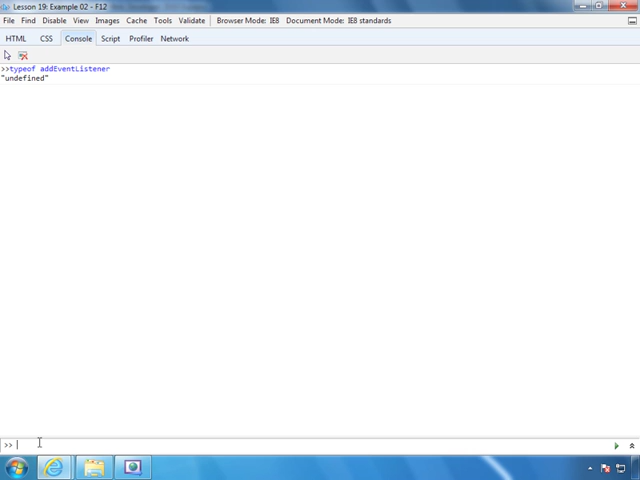 Lesson 19: Example 02 - F12
File Find Disable View Images Cache Tools Validate Browser Mode: IE8 Document Mode: IE8 standards
HTML CSS Console Script Profiler Network
>>typeof addEventListener
"undefined"
>>